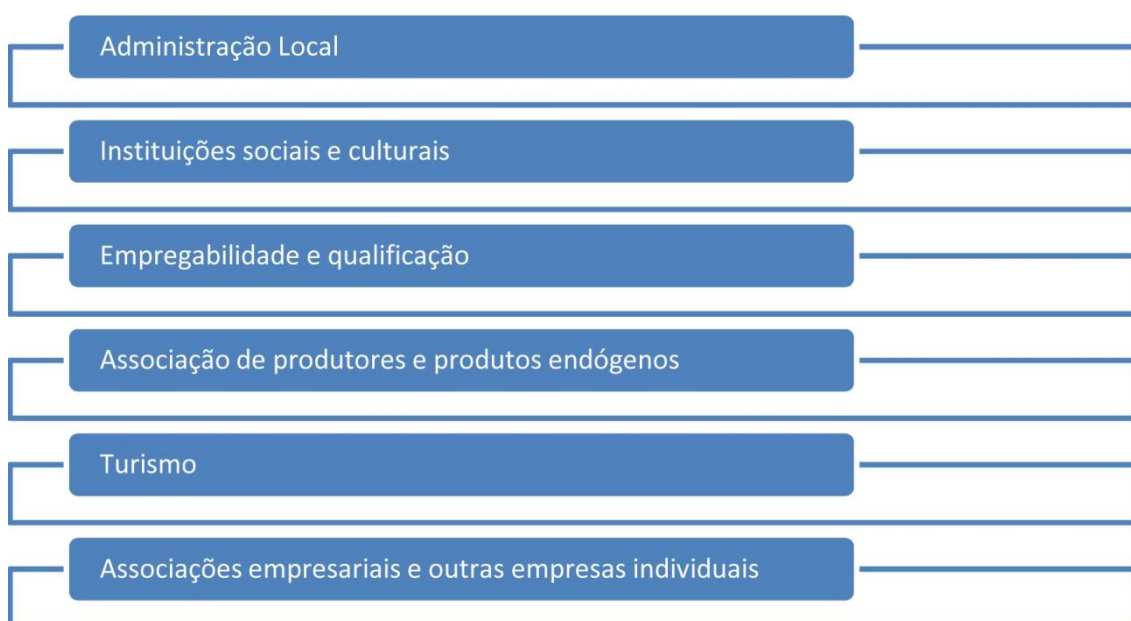 Administração Local
Instituições sociais e culturais
Empregabilidade e qualificação
Associação de produtores e produtos endógenos
Turismo
Associações empresariais e outras empresas individuais